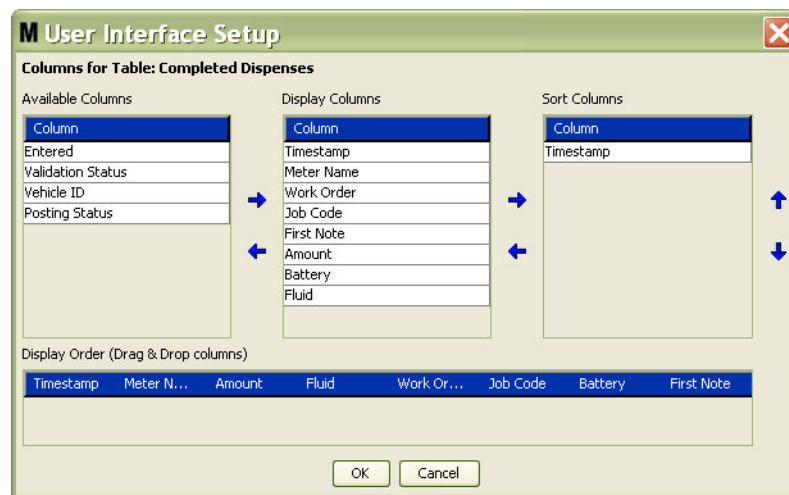 M User Interface Setup
Columns for Table: Completed Dispenses
Available Columns
Display Columns
Sort Columns
Column
Entered
Validation Status
Vehicle ID
Posting Status
Column
Timestamp
Meter Name
Work Order
Job Code
First Note
Amount
Battery
Fluid
Column
Timestamp
Display Order (Drag & Drop columns)
Timestamp Meter N... Amount Fluid Work Or... Job Code Battery First Note
OK Cancel